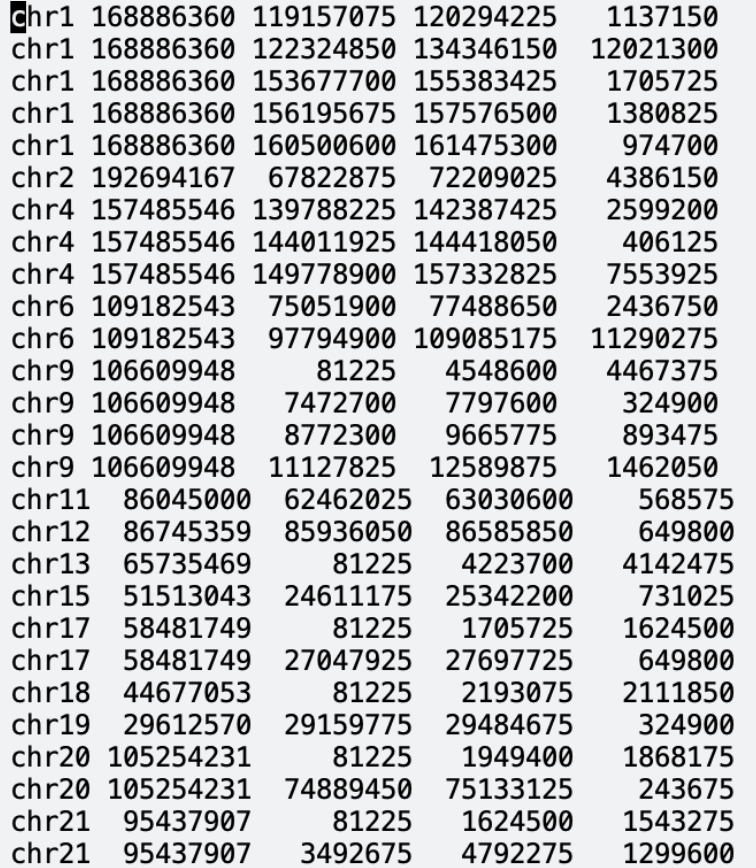 chr1 168886360 119157075 120294225 1137150
chr1 168886360 122324850 134346150 12021300
chr1 168886360 153677700 155383425 1705725
chr1 168886360 156195675 157576500 1380825
chr1 168886360 160500600 161475300 974700
chr2 192694167 67822875 72209025 4386150
chr4 157485546 139788225 142387425 2599200
chr4 157485546 144011925 144418050 406125
chr4 157485546 149778900 157332825 7553925
chr6 109182543 75051900 77488650 2436750
chr6 109182543 97794900 109085175 11290275
chr9 106609948 81225 4548600 4467375
chr9 106609948 7472700 7797600 324900
chr9 106609948 8772300 9665775 893475
chr9 106609948 11127825 12589875 1462050
chr11 86045000 62462025 63030600 568575
chr12 86745359 85936050 86585850 649800
chr13 65735469 81225 4223700 4142475
chr15 51513043 24611175 25342200 731025
chr17 58481749 81225 1705725 1624500
chr17 58481749 27047925 27697725 649800
chr18 44677053 81225 2193075 2111850
chr19 29612570 29159775 29484675 324900
chr20 105254231 81225 1949400 1868175
chr20 105254231 74889450 75133125 243675
chr21 95437907 81225 1624500 1543275
chr21 95437907 3492675 4792275 1299600